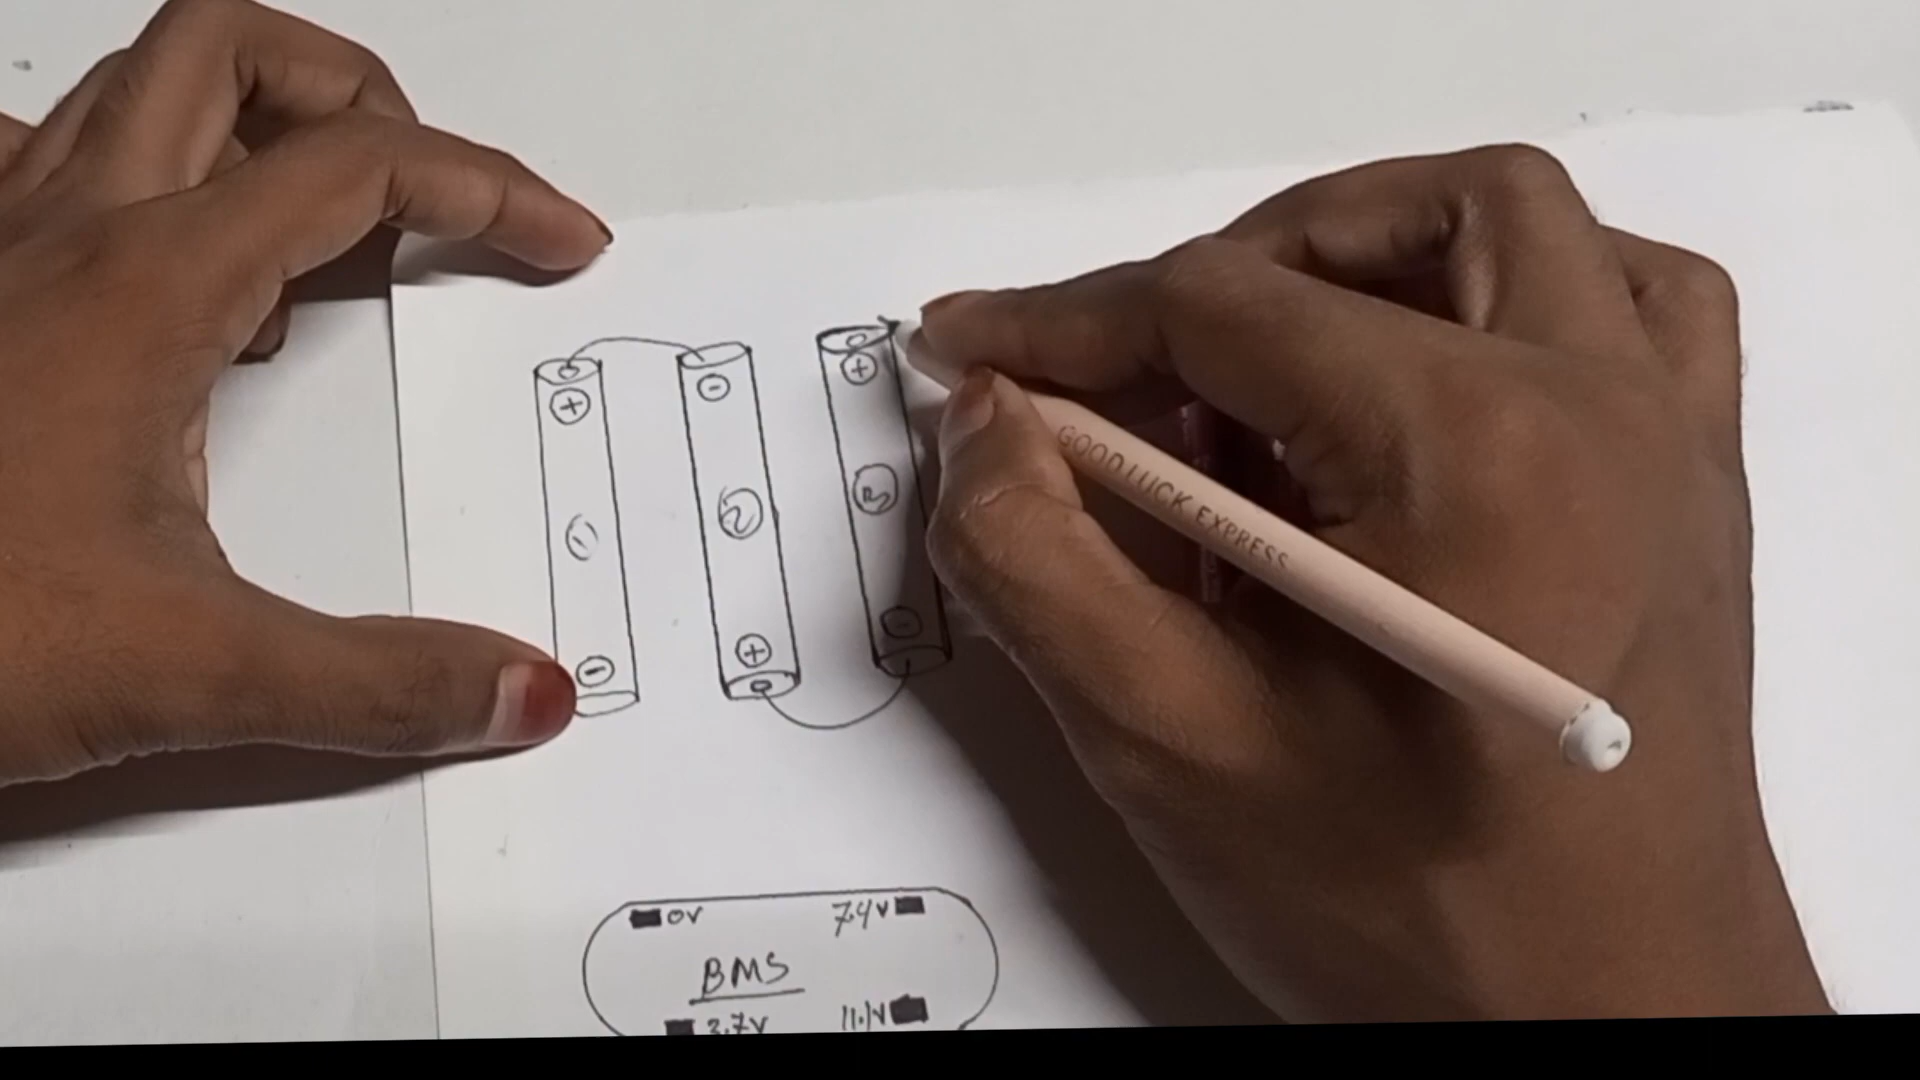 + - +
1 2 3
- + -
GOOD LUCK EXPRESS
0V 7.4V
BMS
3.7V 11.1V